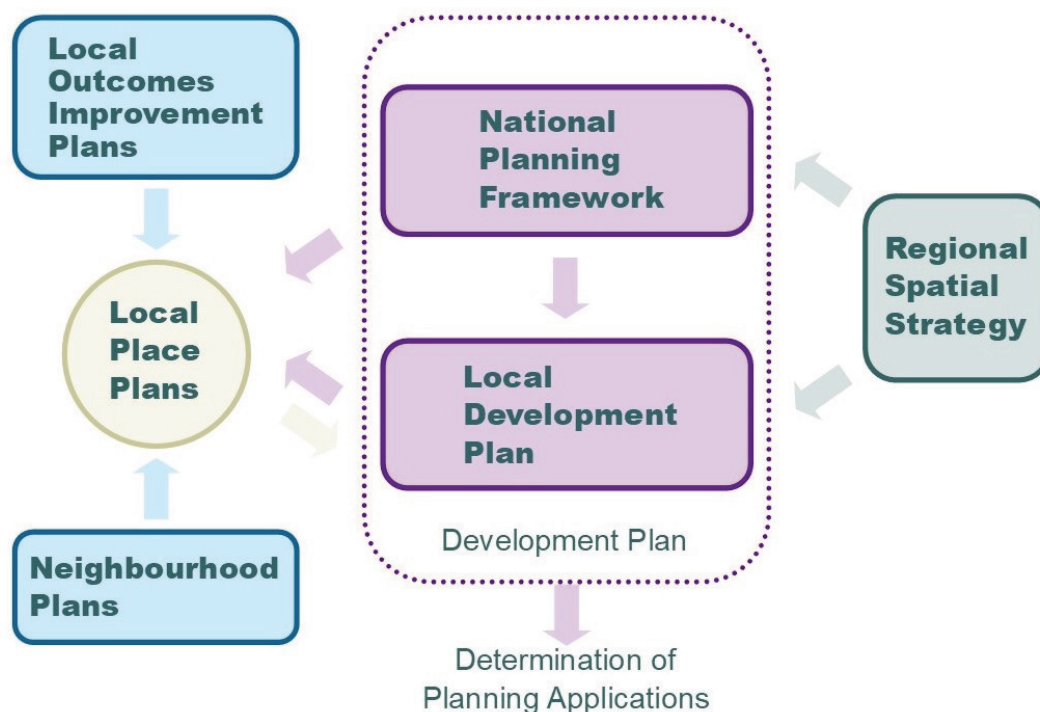 Local
Outcomes
Improvement
Plans
National
Planning
Framework
Regional
Spatial
Strategy
Local
Place
Plans
Local
Development
Plan
Neighbourhood
Plans
Development Plan
Determination of
Planning Applications